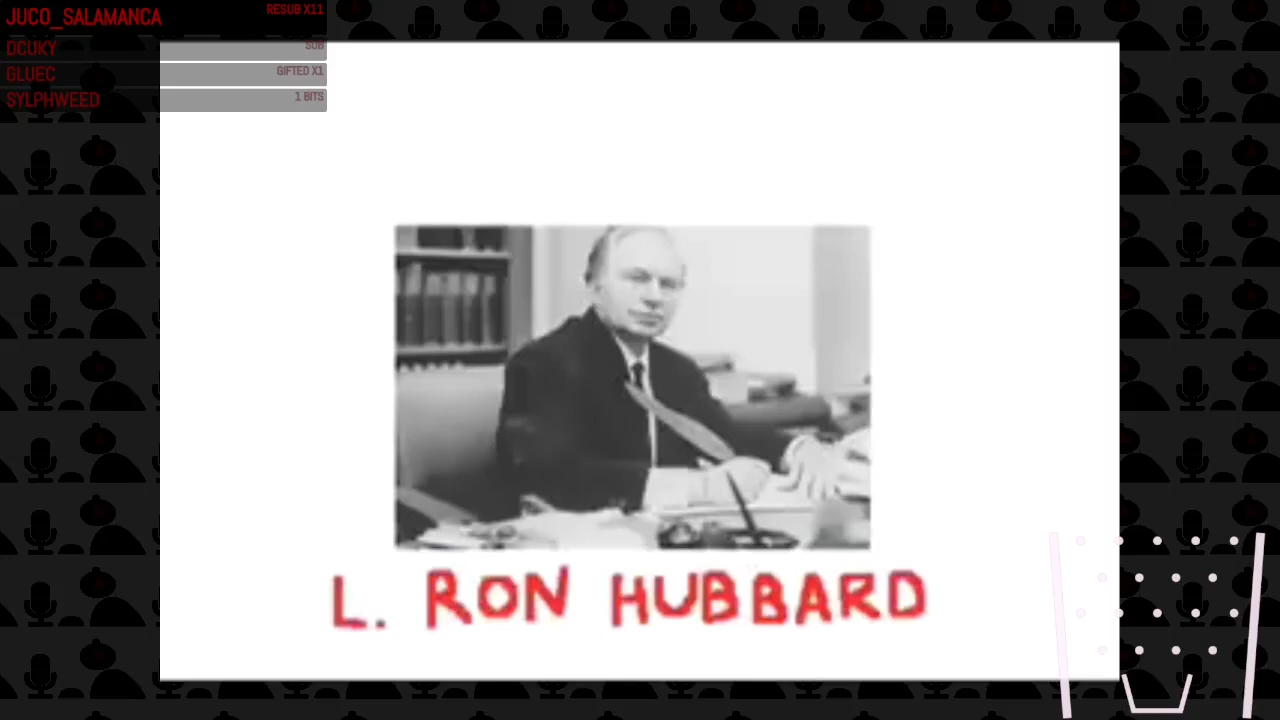 JUCO_SALAMANCA RESUB X11
DCUKY SUB
GLUEC GIFTED X1
SYLPHWEED 1 BITS
L. RON HUBBARD